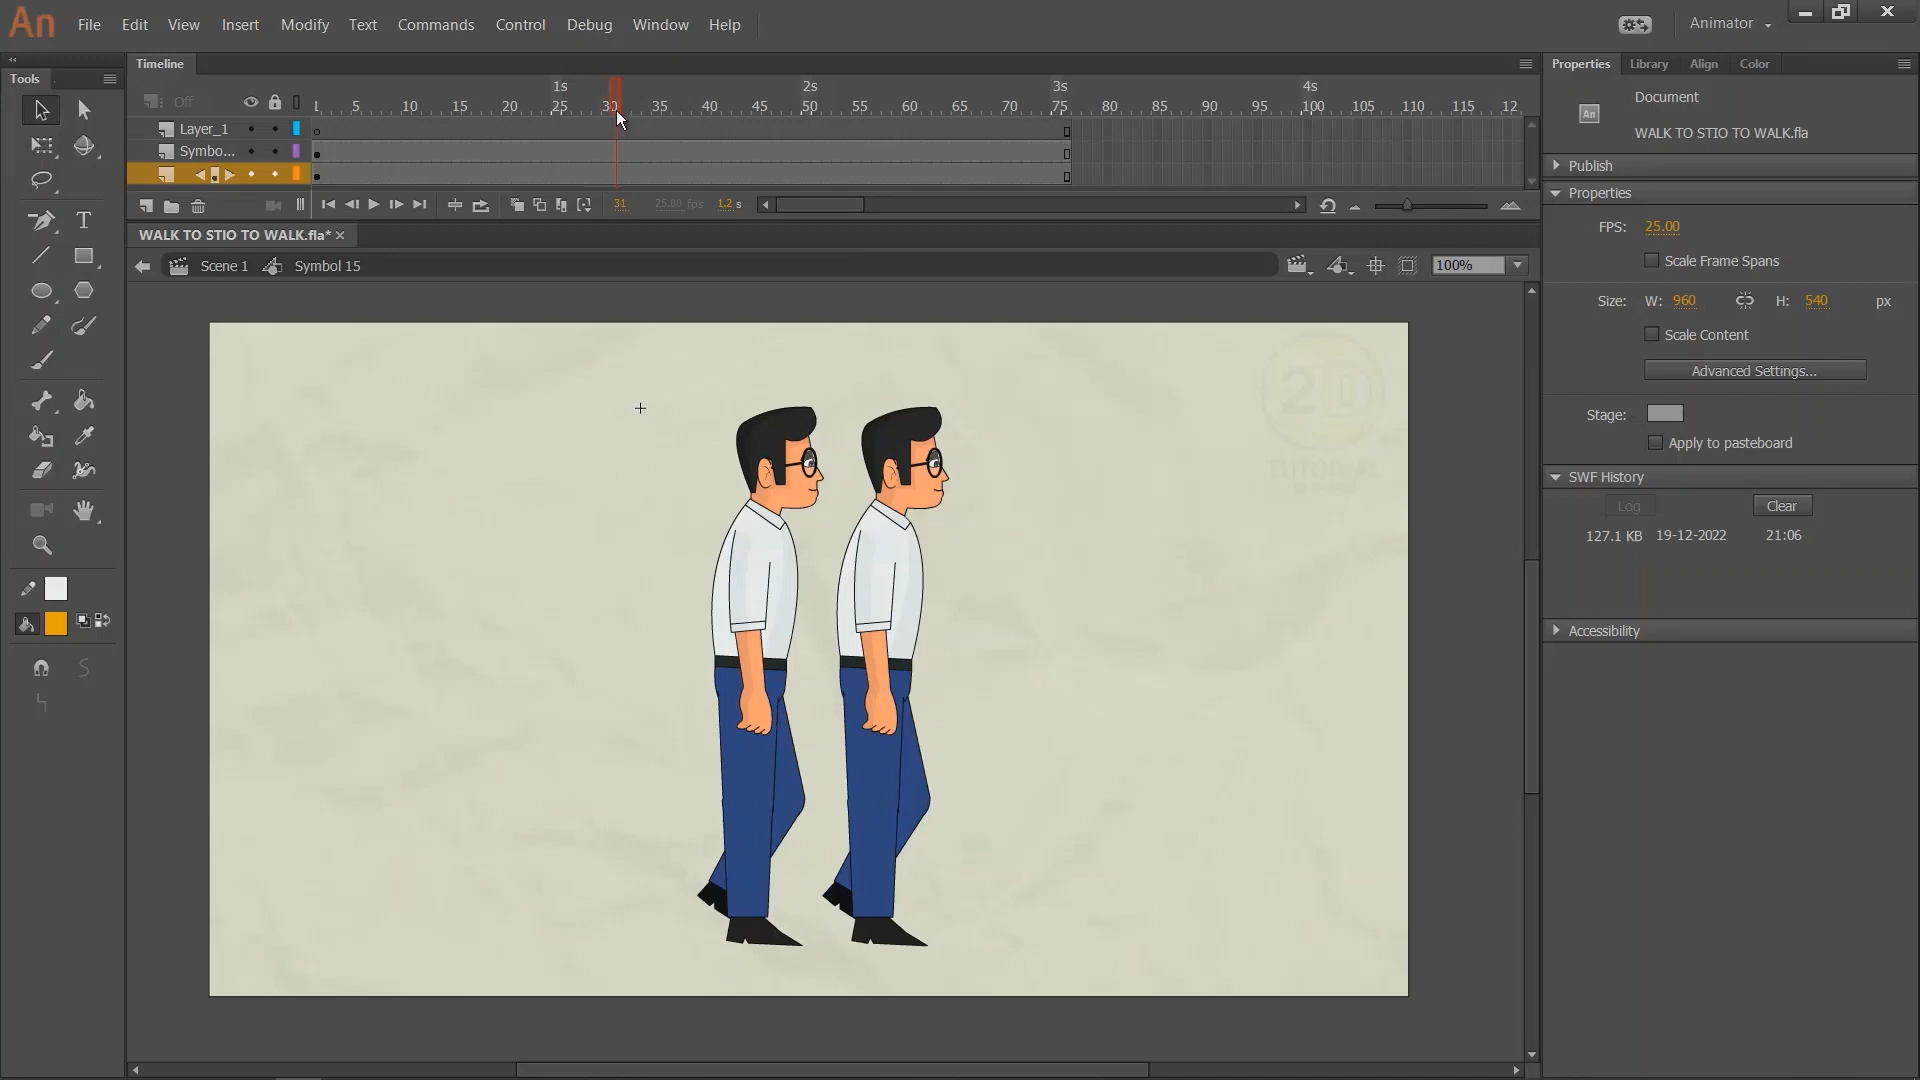 An File Edit View Insert Modify Text Commands Control Debug Window Help Animator
Tools
Timeline
Properties Library Align Color
1s 2s 3s 4s
Off 1 5 10 15 20 25 30 35 40 45 50 55 60 65 70 75 80 85 90 95 100 105 110 115 12
Layer_1
Symbo...
31 25.00 fps 1.2 s
WALK TO STIO TO WALK.fla*
Scene 1 Symbol 15 100%
T
2D
TUTORIAL
Document
An
WALK TO STIO TO WALK.fla
Publish
Properties
FPS: 25.00
Scale Frame Spans
Size: W: 960 H: 540 px
Scale Content
Advanced Settings...
Stage:
Apply to pasteboard
SWF History
Log Clear
127.1 KB 19-12-2022 21:06
Accessibility